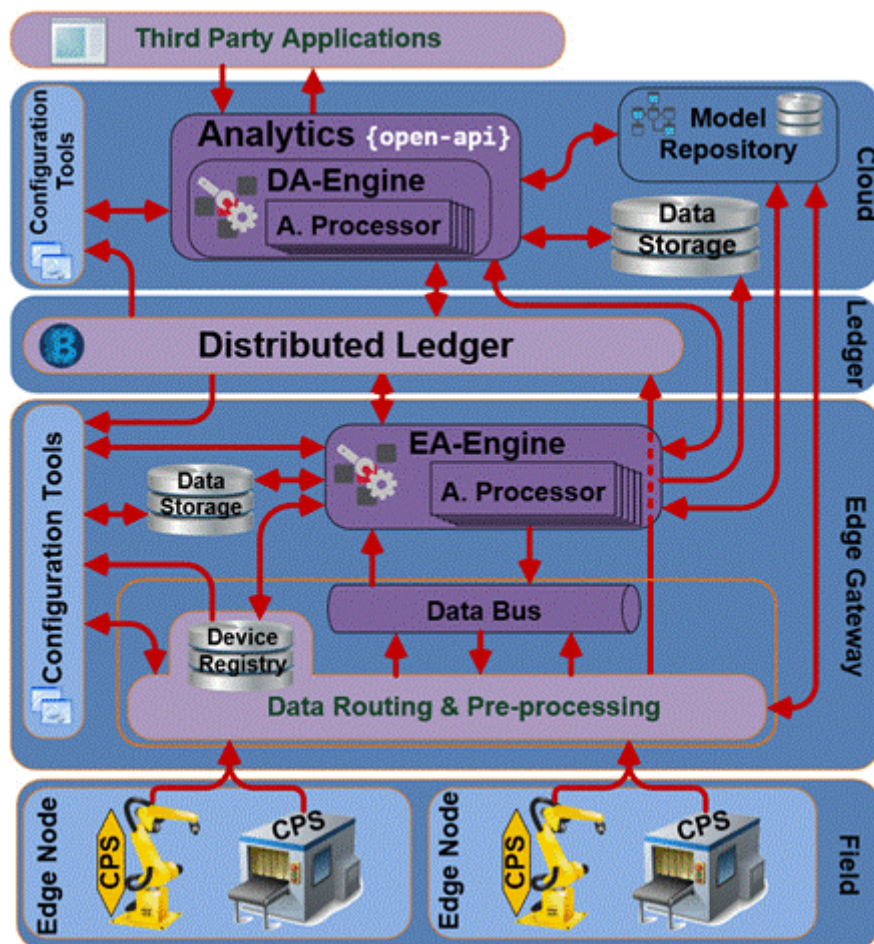 Third Party Applications
Configuration
Tools
Analytics {open-api}
DA-Engine
A. Processor
Model
Repository
Data
Storage
Cloud
Distributed Ledger
Ledger
Configuration Tools
EA-Engine
A. Processor
Data
Storage
Data Bus
Device
Registry
Data Routing & Pre-processing
Edge Gateway
Edge Node
CPS
CPS
Edge Node
CPS
CPS
Field